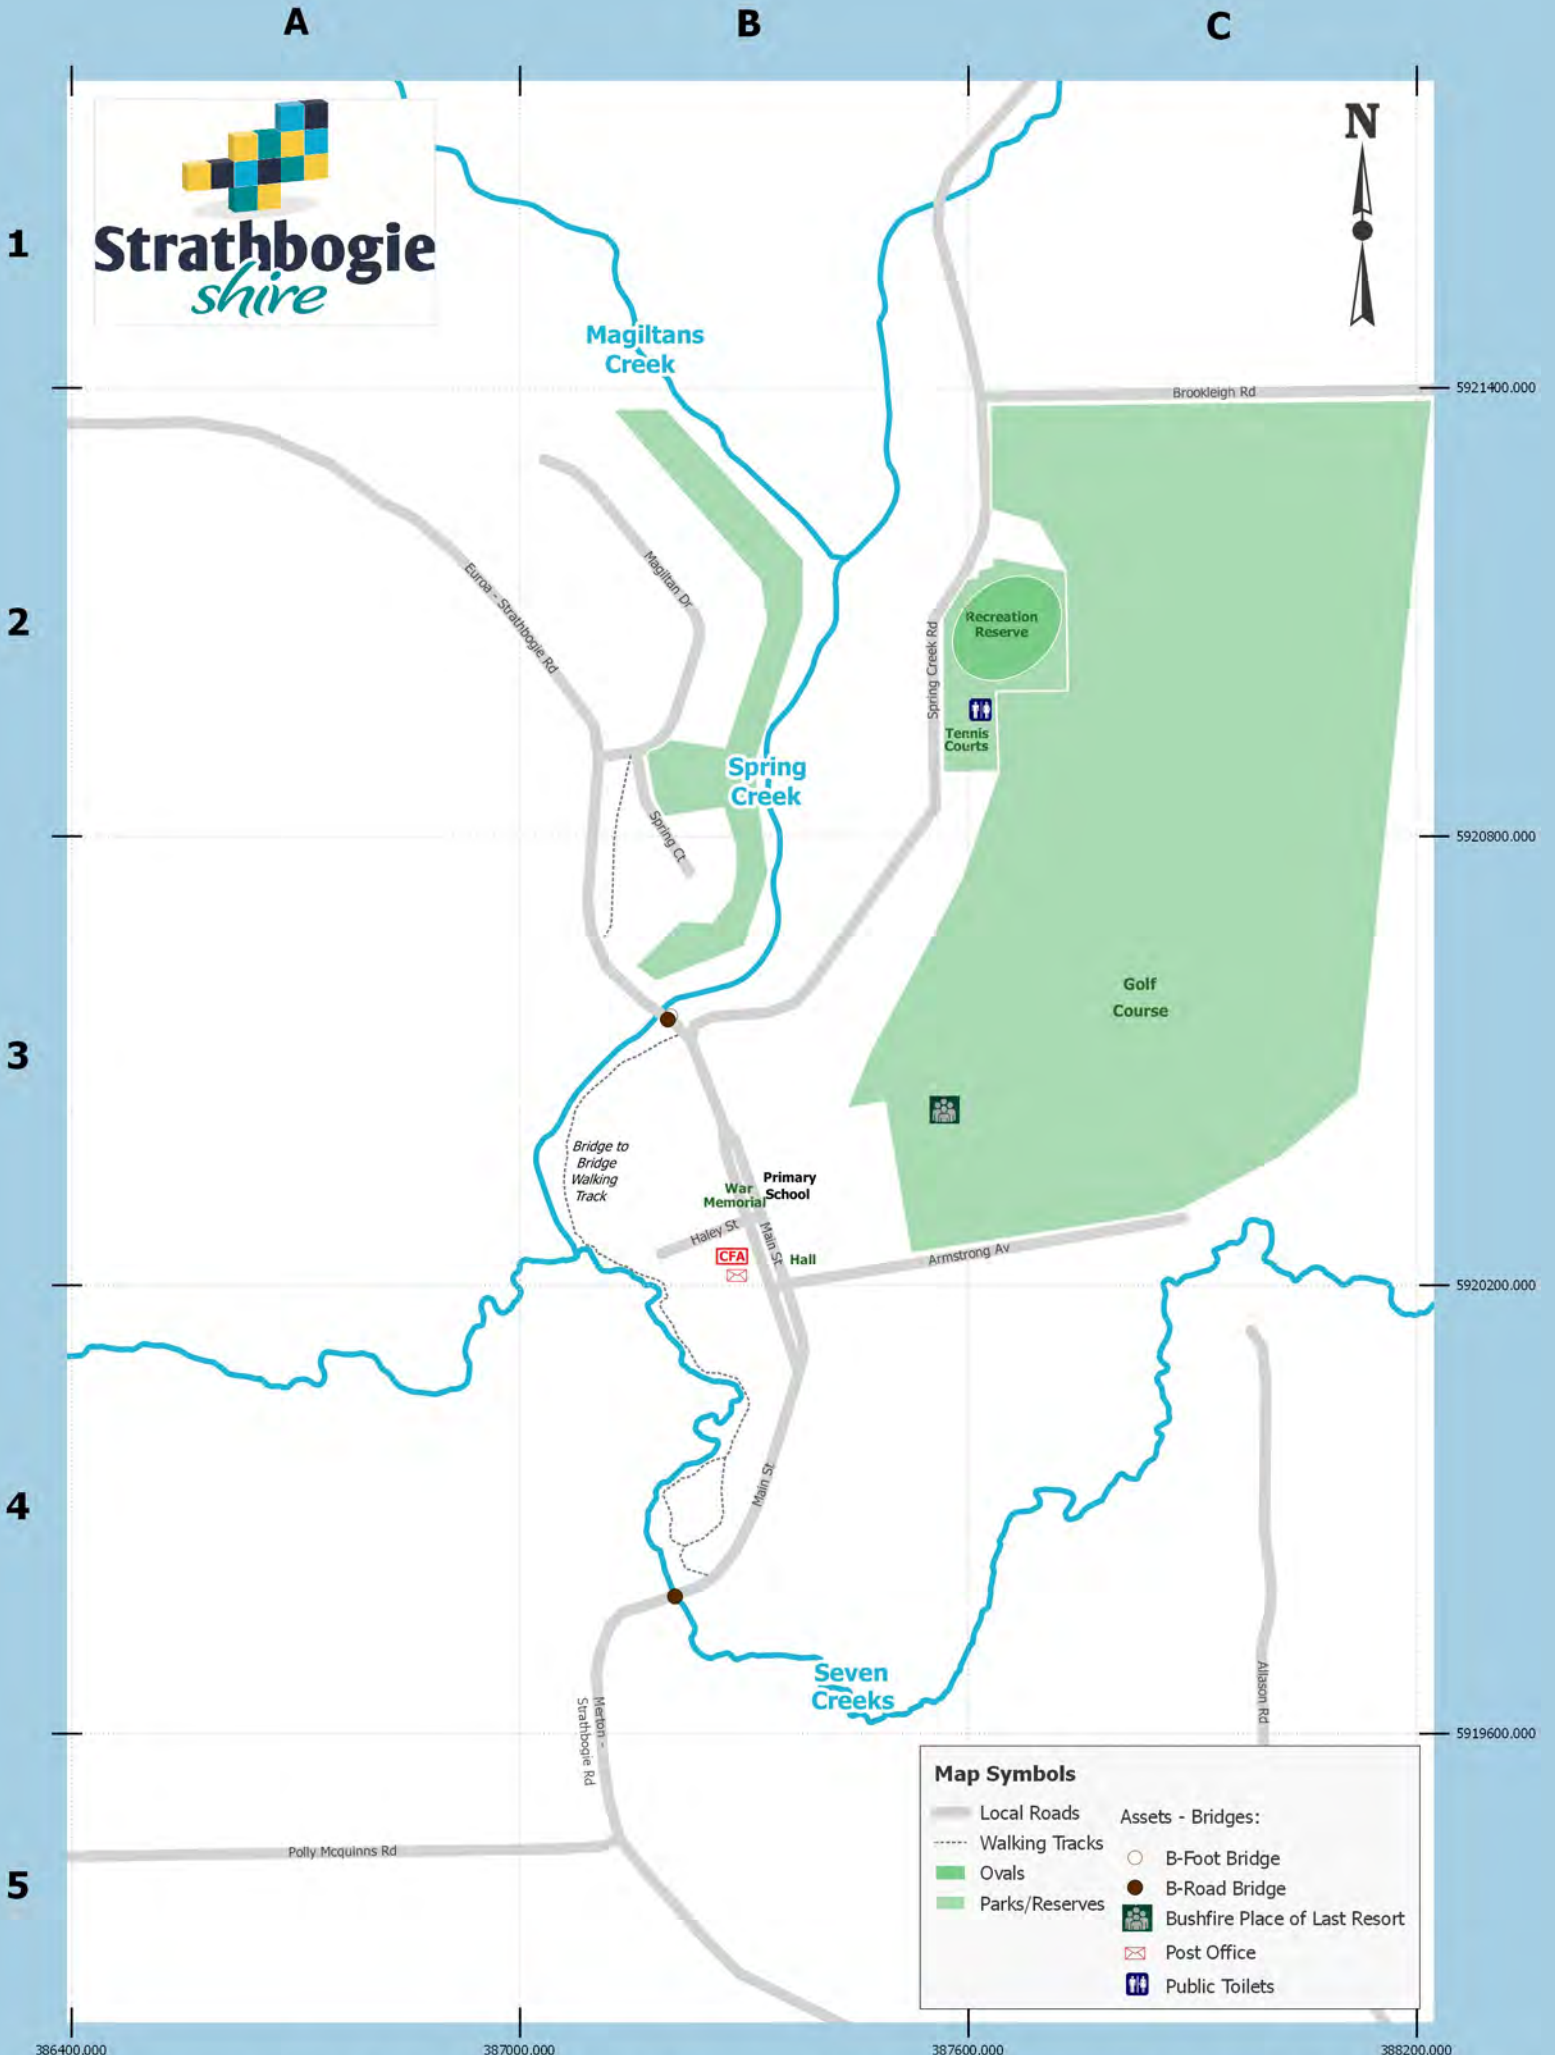 A
B
C
N
1
Strathbogie
shire
Magiltans
Creek
Brookleigh Rd
5921400.000
Magiltan Dr
Euroa - Strathbogie Rd
2
Recreation
Reserve
Spring Creek Rd
Tennis
Courts
Spring
Creek
Spring Ct
5920800.000
Golf
Course
3
Bridge to
Bridge
Walking
Track
Primary
School
War
Memorial
Haley St
Main St
CFA
Hall
Armstrong Av
5920200.000
Main St
4
Seven
Creeks
Allason Rd
Merton -
Strathbogie Rd
5919600.000
Polly Mcquinns Rd
5
Map Symbols
Local Roads
Walking Tracks
Ovals
Parks/Reserves
Assets - Bridges:
B-Foot Bridge
B-Road Bridge
Bushfire Place of Last Resort
Post Office
Public Toilets
386400.000
387000.000
387600.000
388200.000